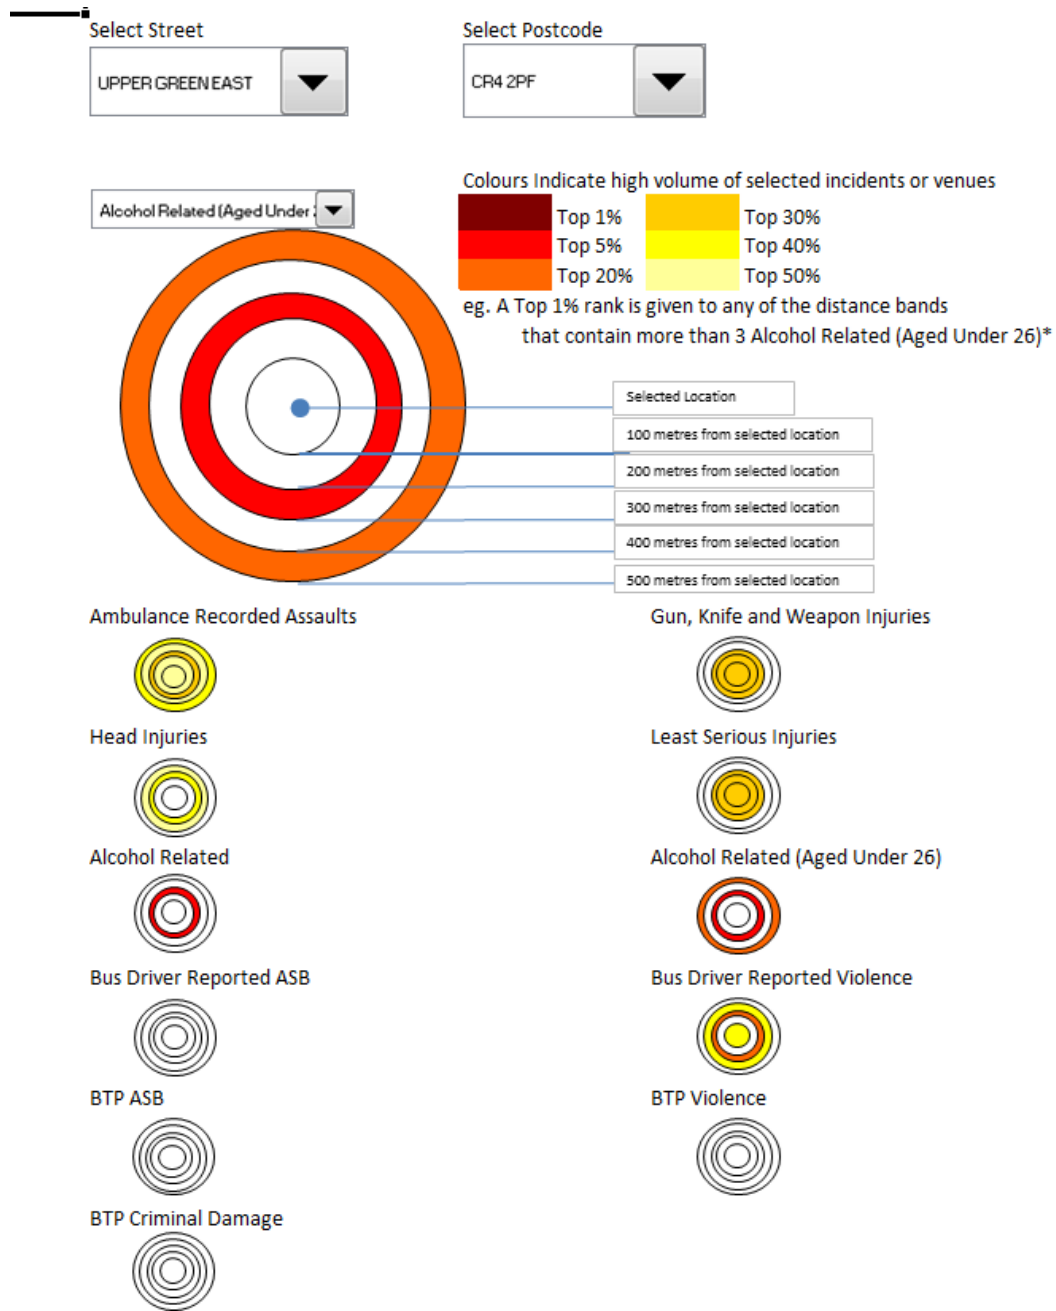 Select Street
Select Postcode
UPPER GREEN EAST
CR4 2PF
Colours Indicate high volume of selected incidents or venues
Alcohol Related (Aged Under
Top 1%
Top 30%
Top 5%
Top 40%
Top 20%
Top 50%
eg. A Top 1% rank is given to any of the distance bands
that contain more than 3 Alcohol Related (Aged Under 26)*
Selected Location
100 metres from selected location
200 metres from selected location
300 metres from selected location
400 metres from selected location
500 metres from selected location
Ambulance Recorded Assaults
Gun, Knife and Weapon Injuries
Head Injuries
Least Serious Injuries
Alcohol Related
Alcohol Related (Aged Under 26)
Bus Driver Reported ASB
Bus Driver Reported Violence
BTP ASB
BTP Violence
BTP Criminal Damage